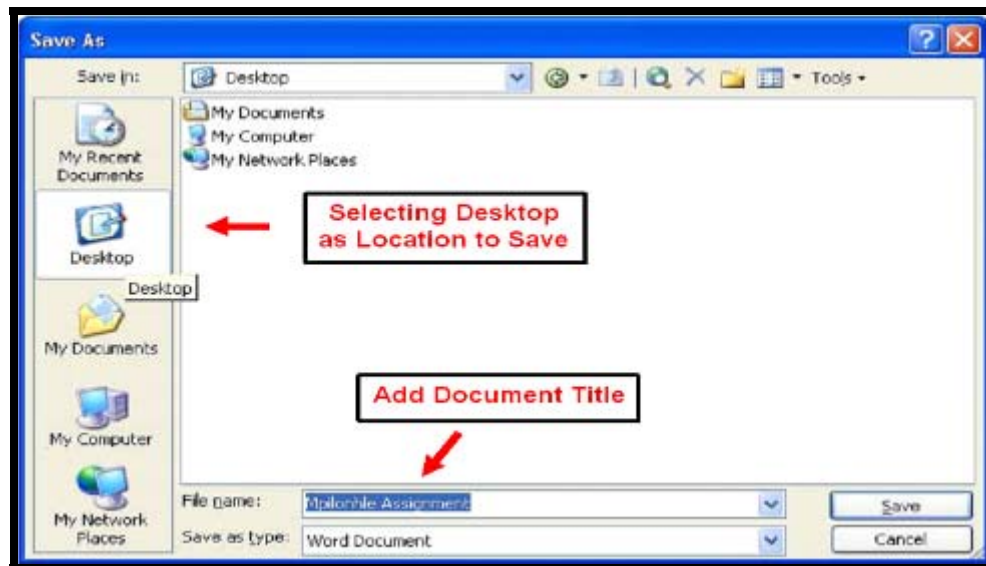 Save As
Save in:
Desktop
Tools
My Documents
My Computer
My Network Places
My Recent
Documents
Desktop
Desktop
My Documents
My Computer
My Network
Places
Selecting Desktop
as Location to Save
Add Document Title
File name:
Mpilonhle Assignment
Save
Save as type:
Word Document
Cancel